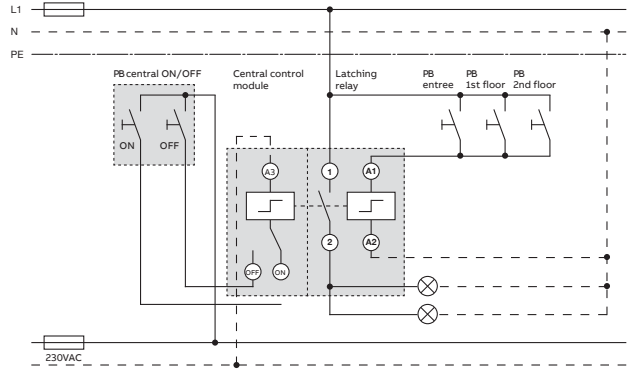 L1
N
PE
PB central ON/OFF
Central control
module
Latching
relay
PB
entree
PB
1st floor
PB
2nd floor
ON
OFF
A3
1
A1
2
A2
OFF
ON
230VAC